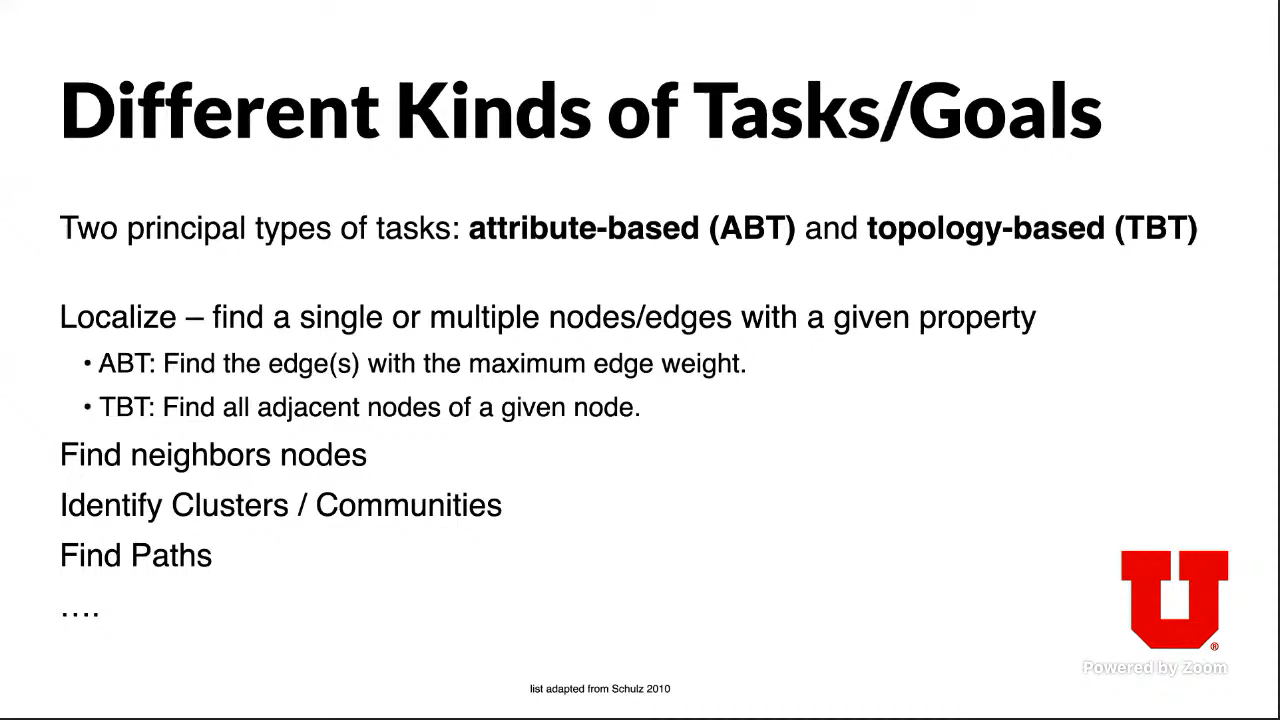 Different Kinds of Tasks/Goals
Two principal types of tasks: attribute-based (ABT) and topology-based (TBT)
Localize – find a single or multiple nodes/edges with a given property
• ABT: Find the edge(s) with the maximum edge weight.
• TBT: Find all adjacent nodes of a given node.
Find neighbors nodes
Identify Clusters / Communities
Find Paths
….
U
®
Powered by Zoom
list adapted from Schulz 2010